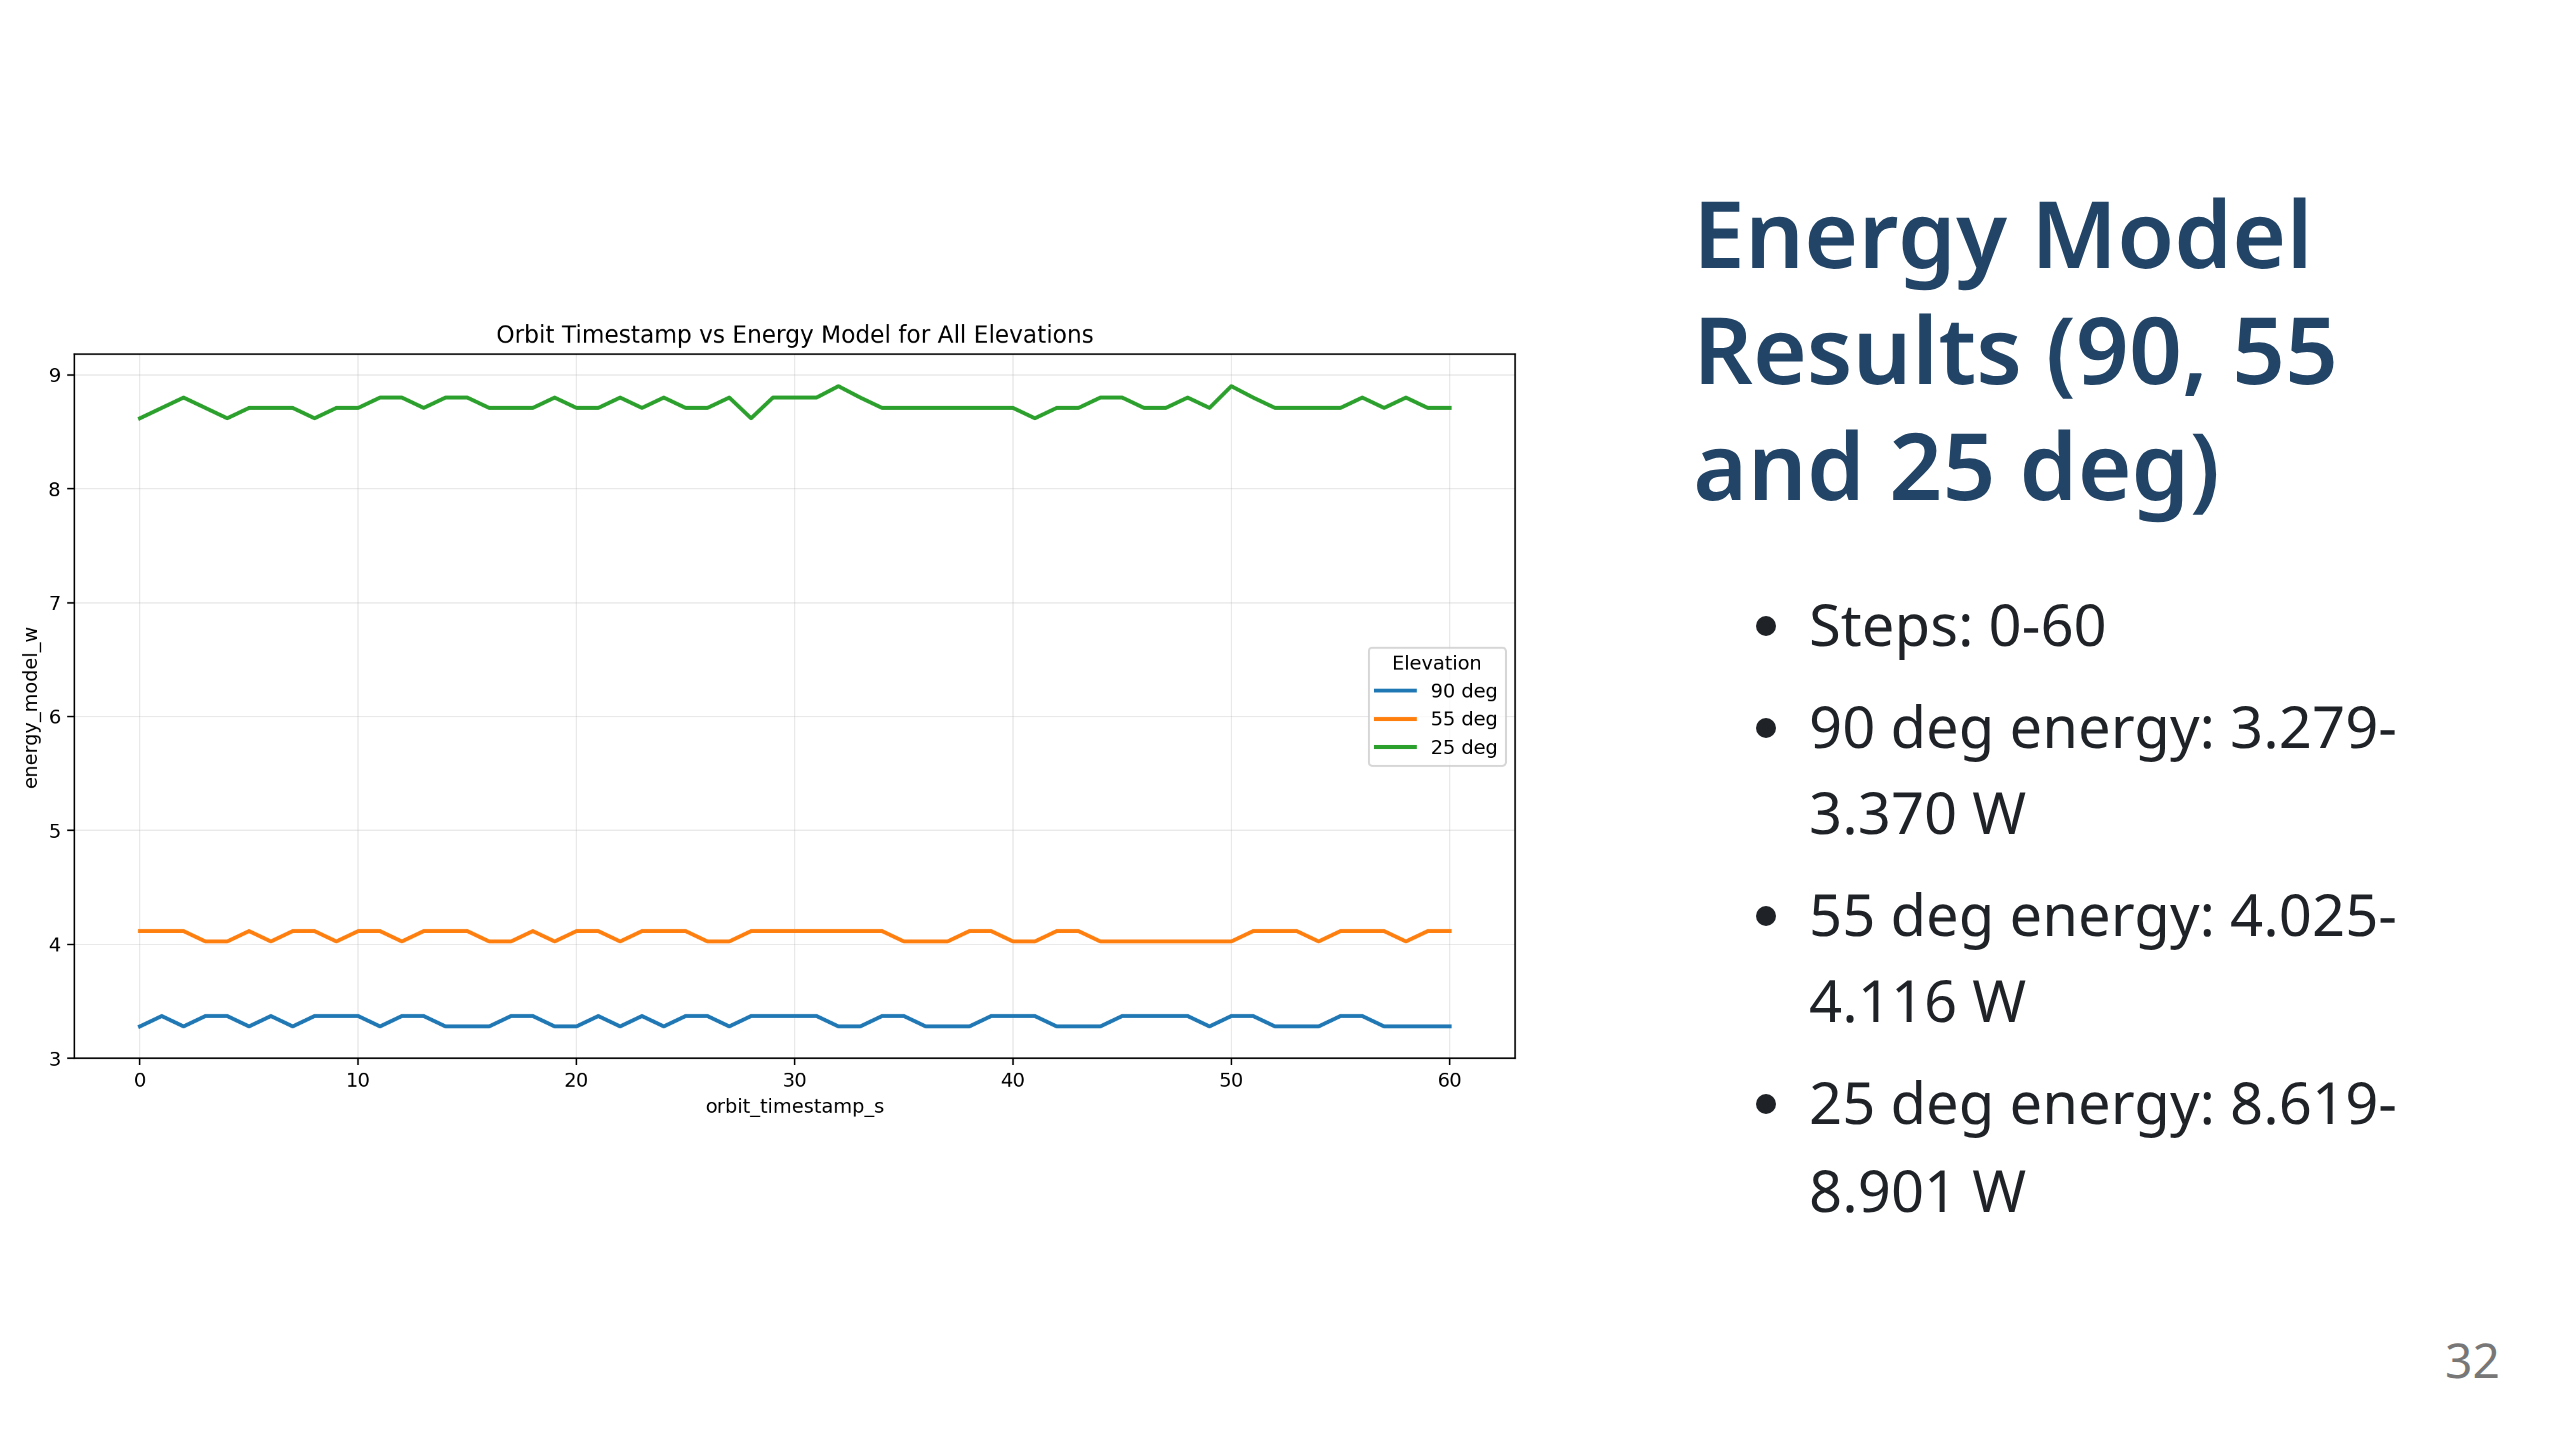 Orbit Timestamp vs Energy Model for All Elevations
9
8
7
6
5
4
3
energy_model_w
0 10 20 30 40 50 60
orbit_timestamp_s
Elevation
90 deg
55 deg
25 deg
Energy Model
Results (90, 55
and 25 deg)
• Steps: 0-60
• 90 deg energy: 3.279-
3.370 W
• 55 deg energy: 4.025-
4.116 W
• 25 deg energy: 8.619-
8.901 W
32